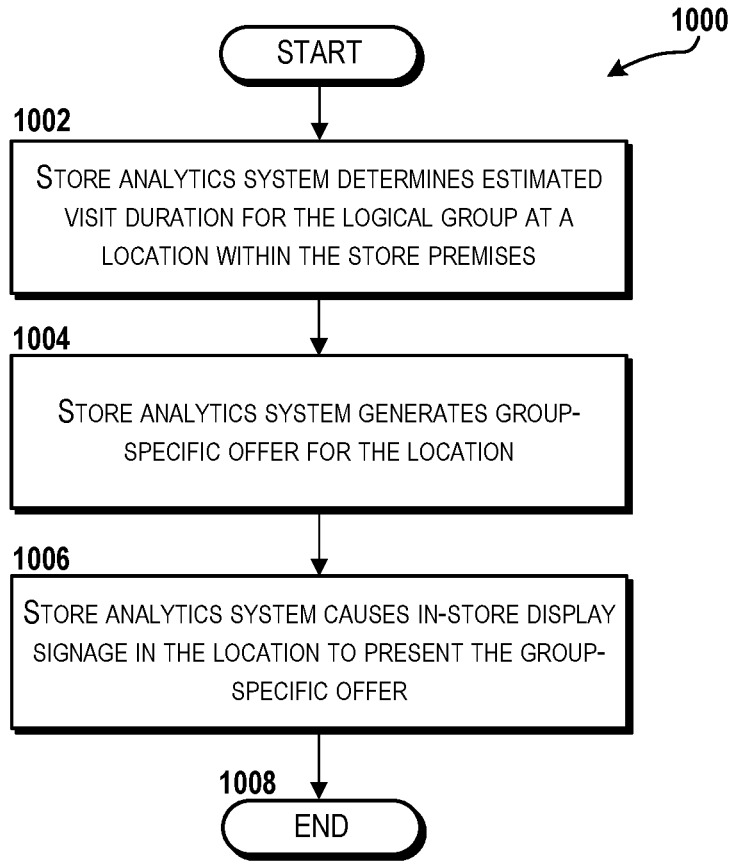 1000
START
1002
STORE ANALYTICS SYSTEM DETERMINES ESTIMATED
VISIT DURATION FOR THE LOGICAL GROUP AT A
LOCATION WITHIN THE STORE PREMISES
1004
STORE ANALYTICS SYSTEM GENERATES GROUP-
SPECIFIC OFFER FOR THE LOCATION
1006
STORE ANALYTICS SYSTEM CAUSES IN-STORE DISPLAY
SIGNAGE IN THE LOCATION TO PRESENT THE GROUP-
SPECIFIC OFFER
1008
END